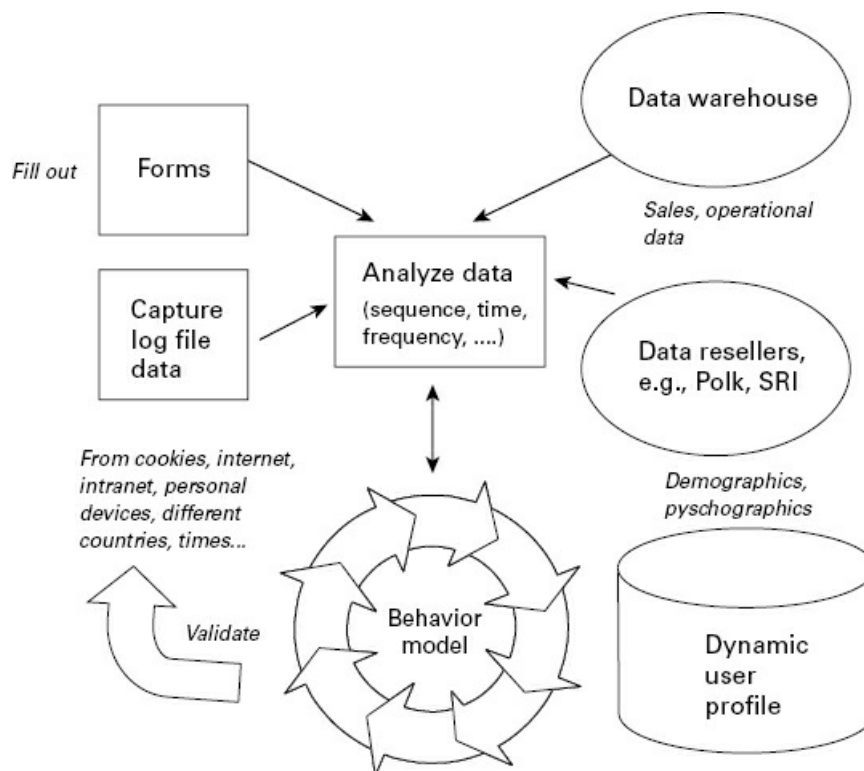 Fill out
Forms
Data warehouse
Sales, operational
data
Capture
log file
data
Analyze data
(sequence, time,
frequency, ....)
Data resellers,
e.g., Polk, SRI
From cookies, internet,
intranet, personal
devices, different
countries, times...
Demographics,
pyschographics
Validate
Behavior
model
Dynamic
user
profile